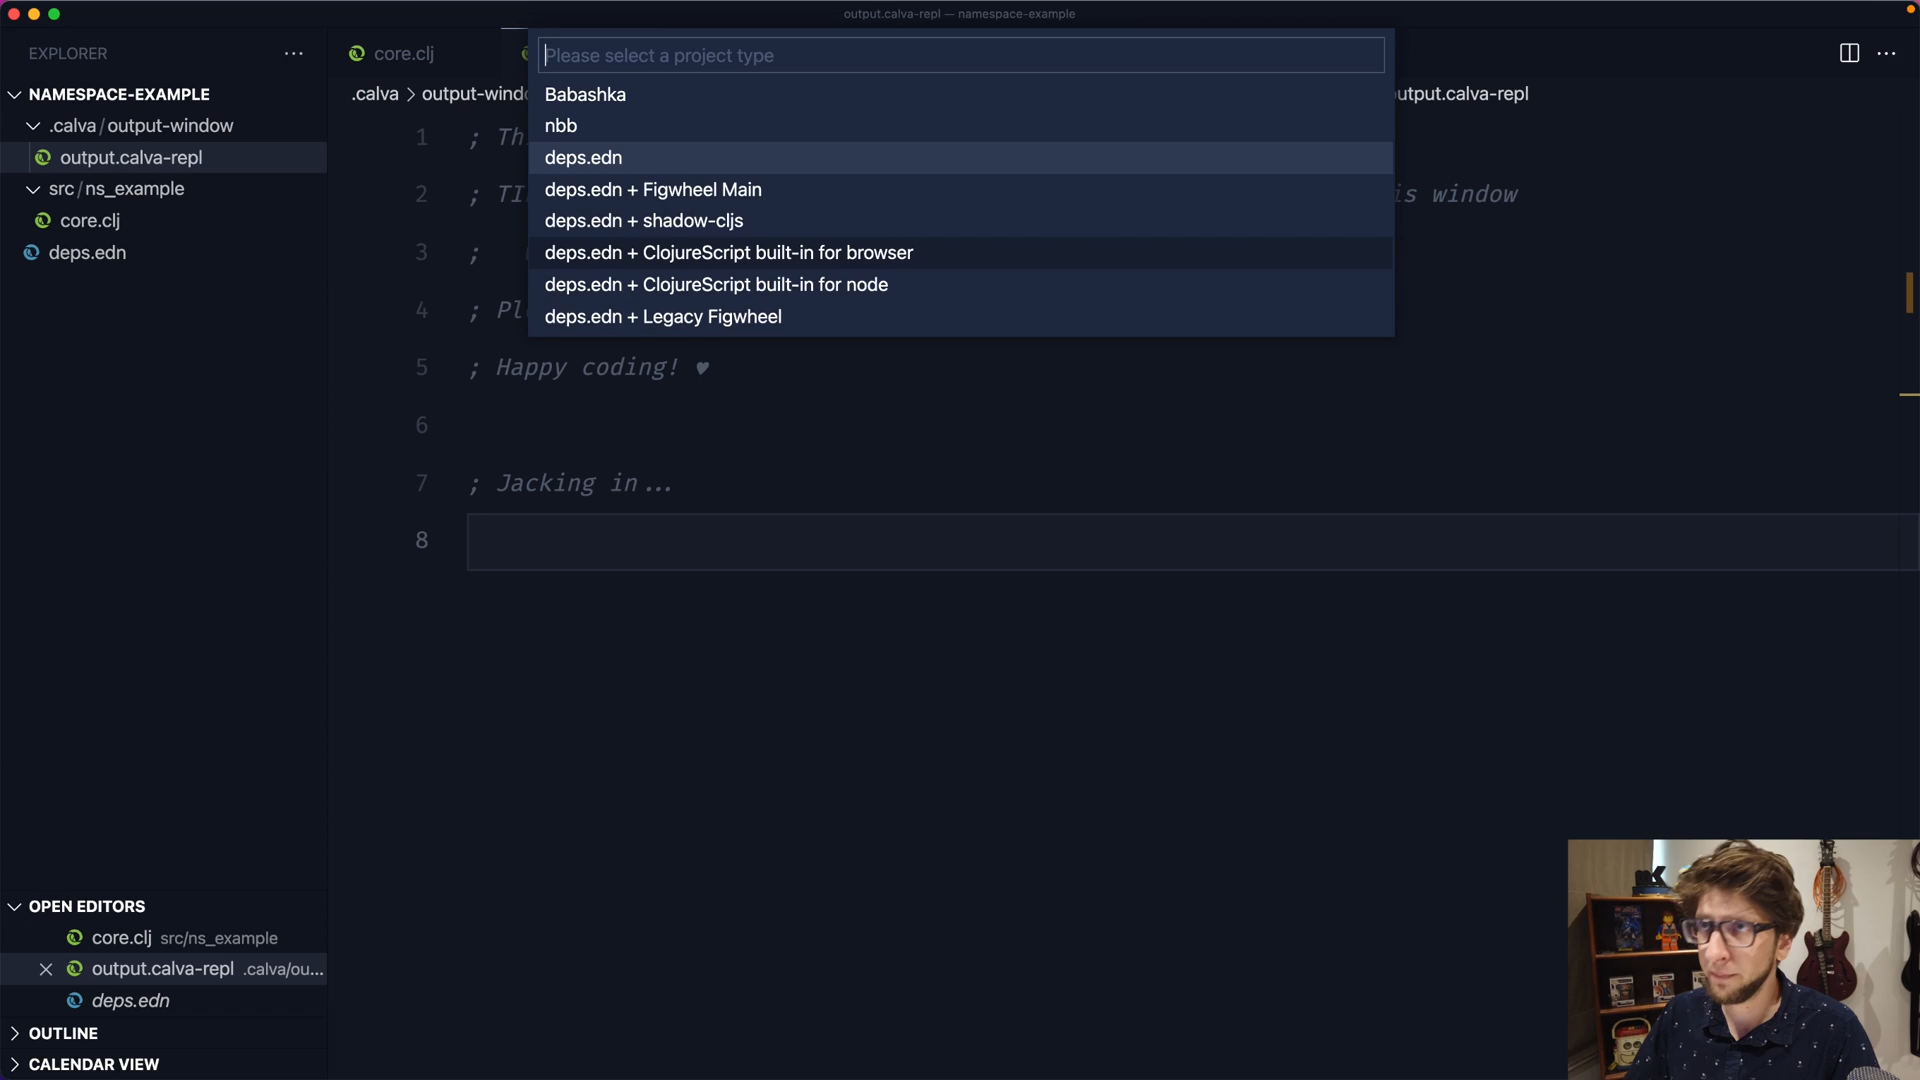 output.calva-repl — namespace-example
EXPLORER
NAMESPACE-EXAMPLE
.calva/output-window
output.calva-repl
src/ns_example
core.clj
deps.edn
core.clj
Please select a project type
Babashka
nbb
deps.edn
deps.edn + Figwheel Main
deps.edn + shadow-cljs
deps.edn + ClojureScript built-in for browser
deps.edn + ClojureScript built-in for node
deps.edn + Legacy Figwheel
.calva > output-windo
utput.calva-repl
1 ; Th
2 ; TI
is window
3 ;
4 ; Pl
5 ; Happy coding! ♥
6
7 ; Jacking in...
8
OPEN EDITORS
core.clj src/ns_example
output.calva-repl .calva/ou...
deps.edn
OUTLINE
CALENDAR VIEW